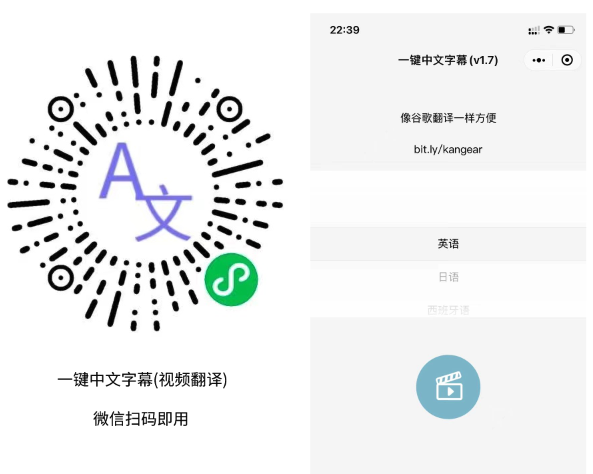 A文
一键中文字幕(视频翻译)
微信扫码即用
22:39
一键中文字幕(v1.7)
像谷歌翻译一样方便
bit.ly/kangear
英语
日语
西班牙语